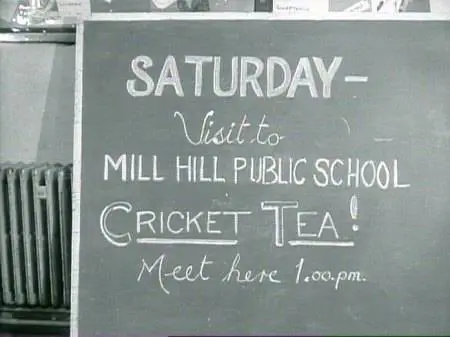 SATURDAY-
Visit to
MILL HILL PUBLIC SCHOOL
CRICKET TEA!
Meet here 1.00.pm.